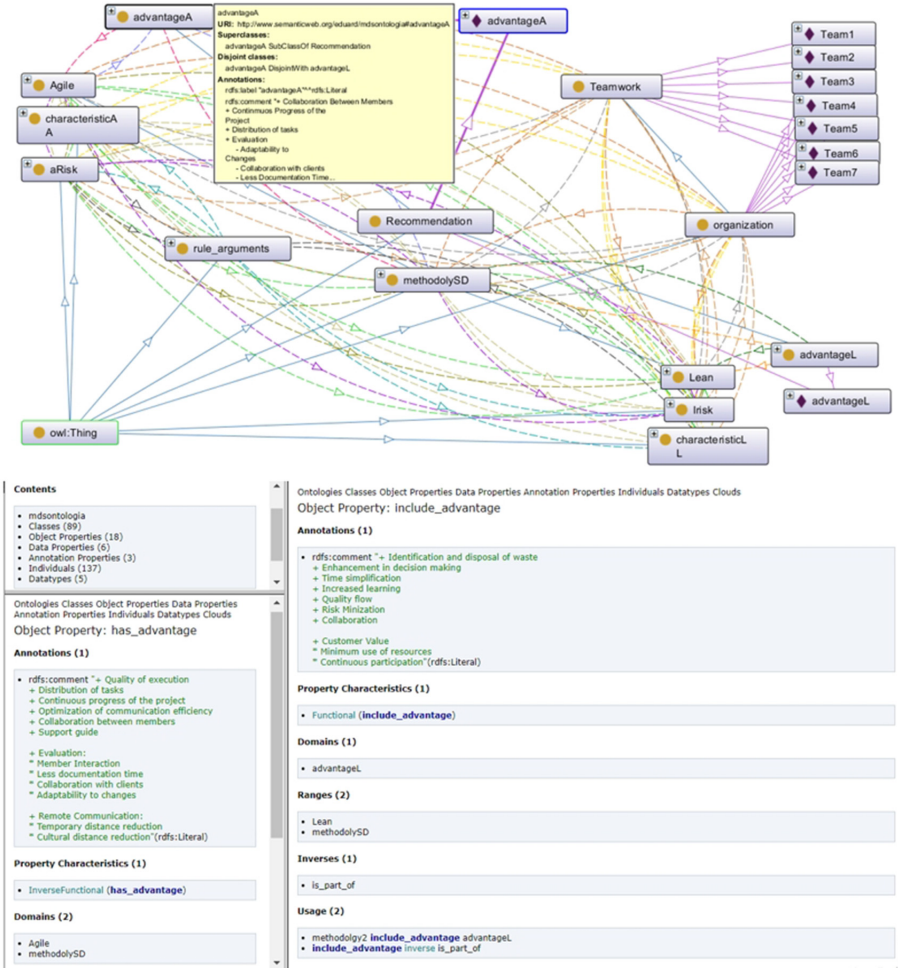 advantageA
advantageA
URI: http://www.semanticweb.org/eduard/mdsontologia#advantageA
Superclasses:
advantageA SubClassOf Recommendation
Disjoint classes:
advantageA DisjointWith advantageL
Annotations:
rdfs:label "advantageA"^^rdfs:Literal
rdfs:comment "+ Collaboration Between Members
+ Continmuos Progress of the
Project
+ Distribution of tasks
+ Evaluation
- Adaptability to
Changes
- Collaboration with clients
- Less Documentation Time...
advantageA
Team1
Team2
Team3
Team4
Team5
Team6
Team7
Agile
Teamwork
characteristicA
A
aRisk
Recommendation
organization
rule_arguments
methodolySD
advantageL
Lean
advantageL
lrisk
owl:Thing
characteristicL
L
Contents
• mdsontologia
• Classes (89)
• Object Properties (18)
• Data Properties (6)
• Annotation Properties (3)
• Individuals (137)
• Datatypes (5)
Ontologies Classes Object Properties Data Properties
Annotation Properties Individuals Datatypes Clouds
Object Property: has_advantage
Annotations (1)
• rdfs:comment "+ Quality of execution
+ Distribution of tasks
+ Continuous progress of the project
+ Optimization of communication efficiency
+ Collaboration between members
+ Support guide
+ Evaluation:
* Member Interaction
* Less documentation time
* Collaboration with clients
* Adaptability to changes
+ Remote Communication:
* Temporary distance reduction
* Cultural distance reduction"(rdfs:Literal)
Property Characteristics (1)
• InverseFunctional (has_advantage)
Domains (2)
• Agile
• methodolySD
Ontologies Classes Object Properties Data Properties Annotation Properties Individuals Datatypes Clouds
Object Property: include_advantage
Annotations (1)
• rdfs:comment "+ Identification and disposal of waste
+ Enhancement in decision making
+ Time simplification
+ Increased learning
+ Quality flow
+ Risk Minization
+ Collaboration
+ Customer Value
* Minimum use of resources
* Continuous participation"(rdfs:Literal)
Property Characteristics (1)
• Functional (include_advantage)
Domains (1)
• advantageL
Ranges (2)
• Lean
• methodolySD
Inverses (1)
• is_part_of
Usage (2)
• methodolgy2 include_advantage advantageL
• include_advantage inverse is_part_of